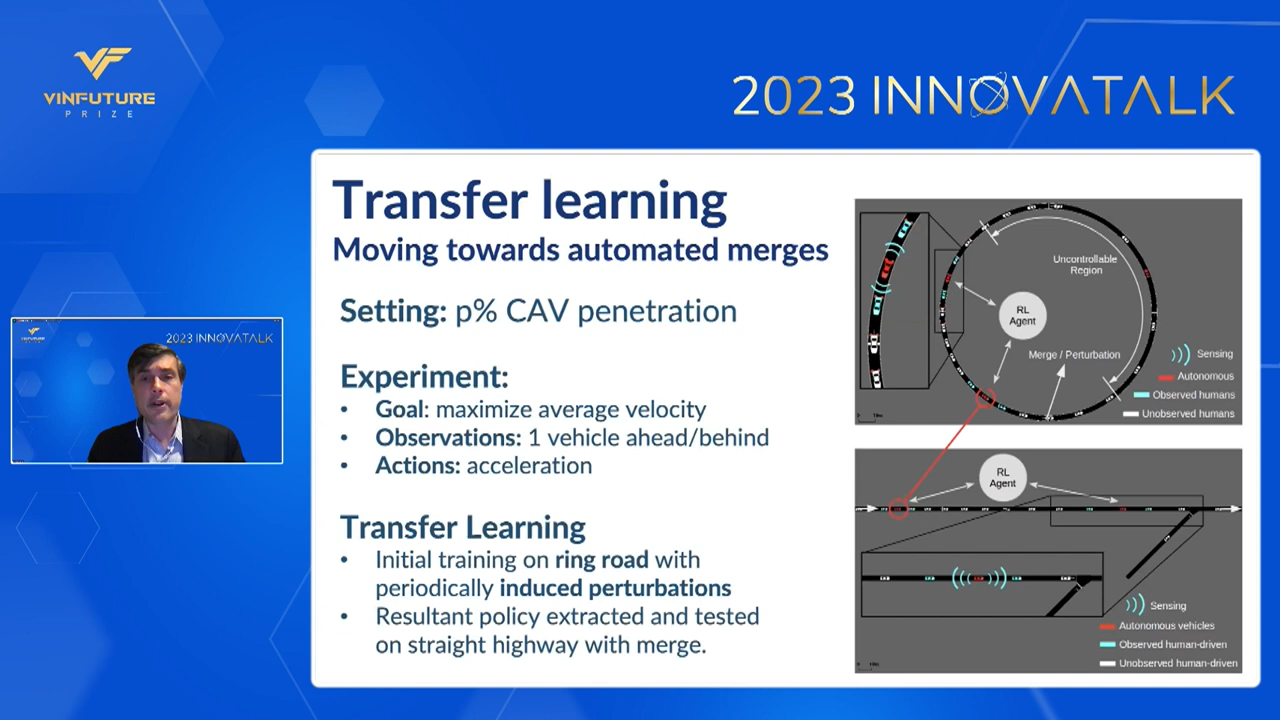 VINFUTURE
PRIZE
2023 INNOVATALK
2023 INNOVATALK
Transfer learning
Moving towards automated merges
Setting: p% CAV penetration
Experiment:
• Goal: maximize average velocity
• Observations: 1 vehicle ahead/behind
• Actions: acceleration
Transfer Learning
• Initial training on ring road with
periodically induced perturbations
• Resultant policy extracted and tested
on straight highway with merge.
Uncontrollable
Region
RL
Agent
Merge / Perturbation
Sensing
Autonomous
Observed humans
Unobserved humans
RL
Agent
Sensing
Autonomous vehicles
Observed human-driven
Unobserved human-driven